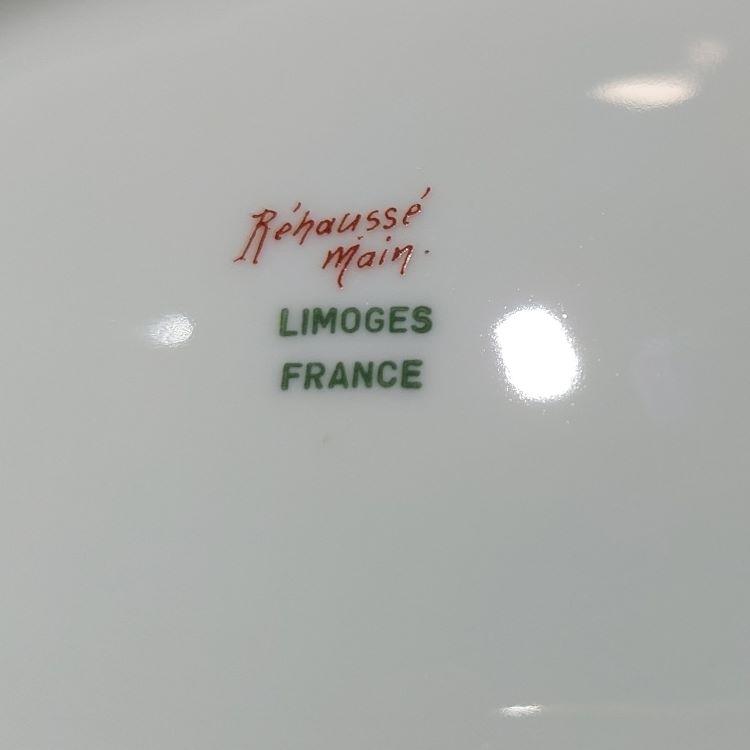 Réhaussé
Main.
LIMOGES
FRANCE